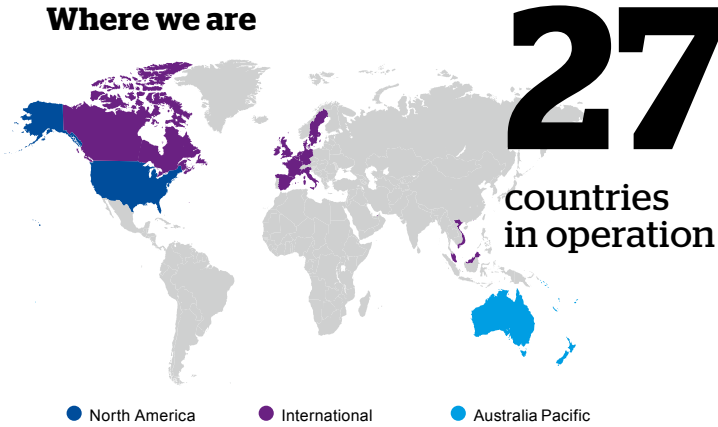 Where we are
27
countries
in operation
North America
International
Australia Pacific